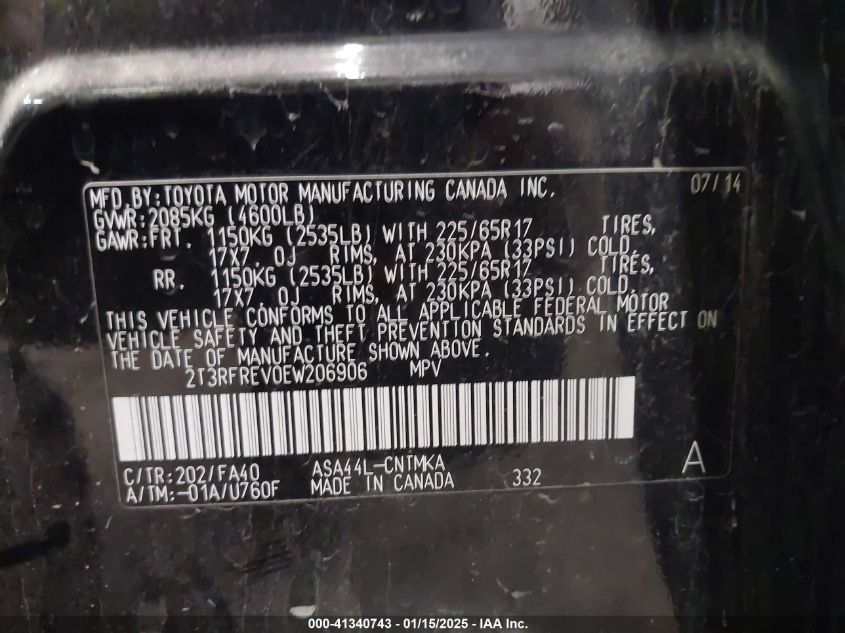 MFD. BY: TOYOTA MOTOR MANUFACTURING CANADA INC. 07/14
GVWR: 2085KG (4600LB)
GAWR: FRT. 1150KG (2535LB) WITH 225/65R17 TIRES,
17X7. 0J RIMS, AT 230KPA (33PSI) COLD.
RR. 1150KG (2535LB) WITH 225/65R17 TIRES,
17X7. 0J RIMS, AT 230KPA (33PSI) COLD.
THIS VEHICLE CONFORMS TO ALL APPLICABLE FEDERAL MOTOR
VEHICLE SAFETY AND THEFT PREVENTION STANDARDS IN EFFECT ON
THE DATE OF MANUFACTURE SHOWN ABOVE.
2T3RFREV0EW206906 MPV
C/TR: 202/FA40 ASA44L-CNTMKA A
A/TM: -01A/U760F MADE IN CANADA 332
000-41340743 - 01/15/2025 - IAA Inc.